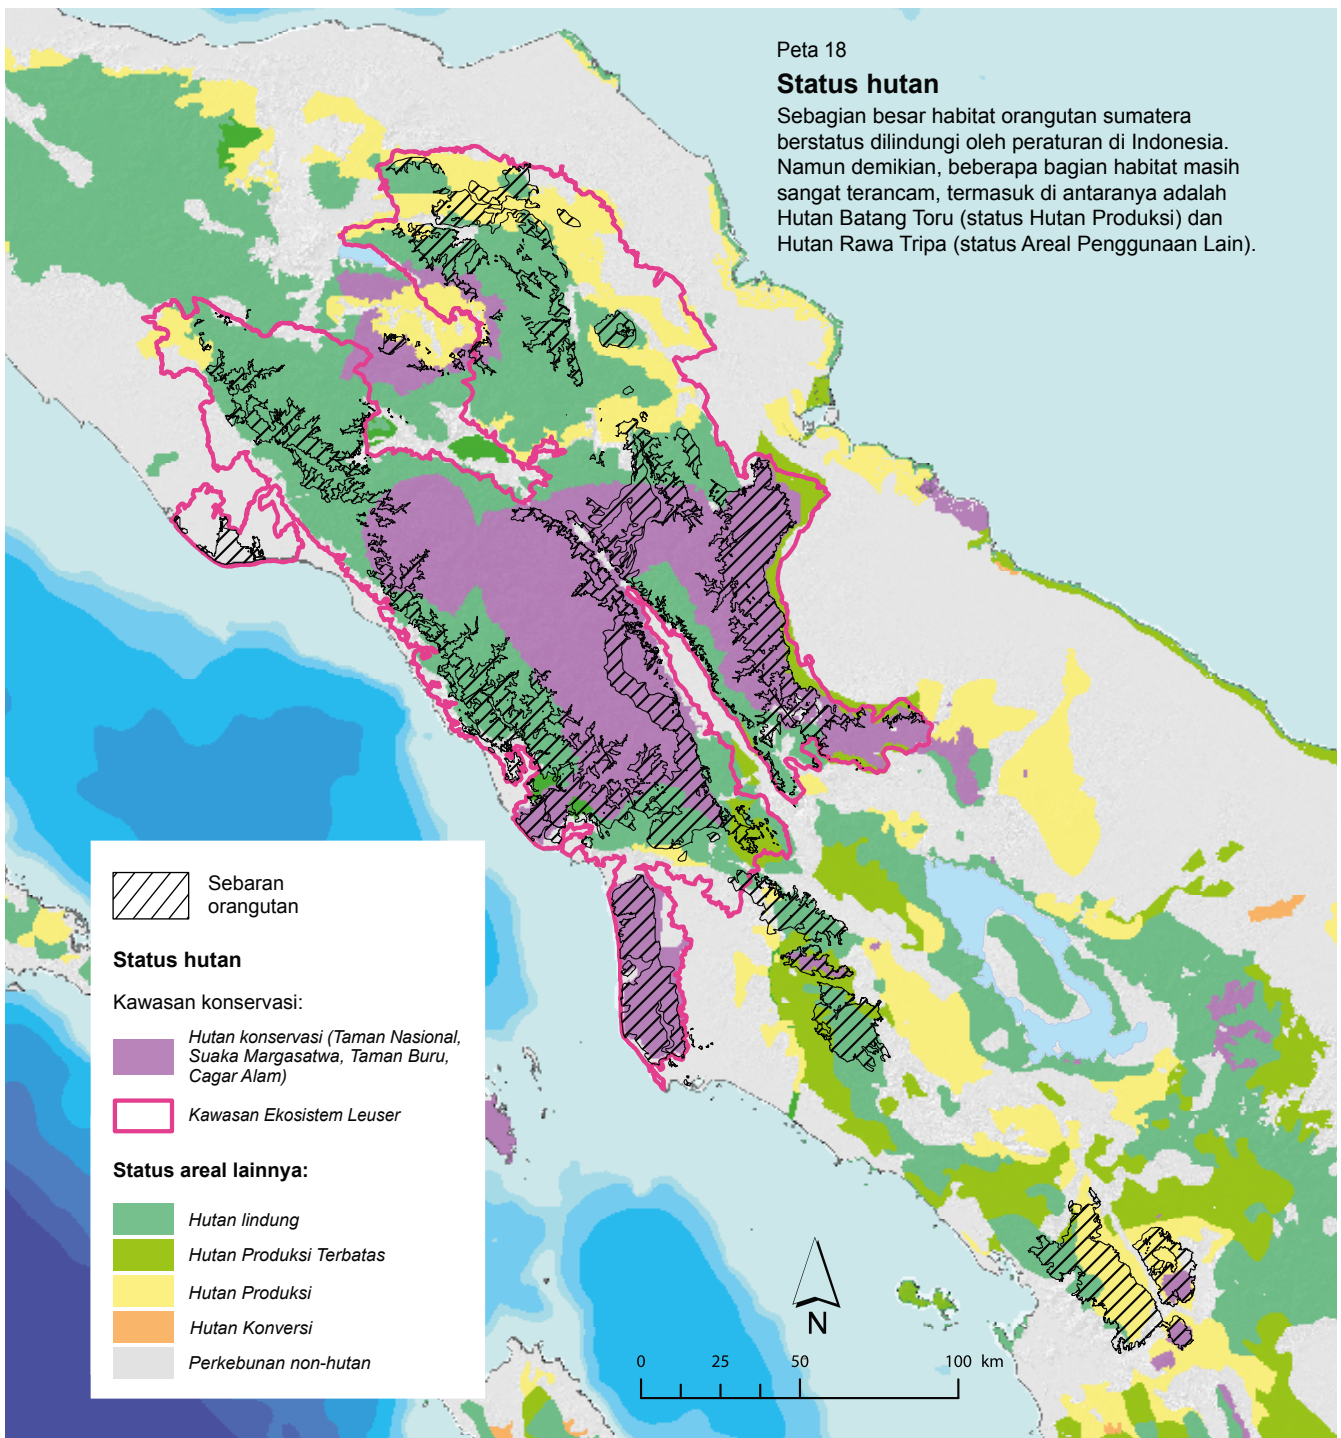 Peta 18
Status hutan
Sebagian besar habitat orangutan sumatera
berstatus dilindungi oleh peraturan di Indonesia.
Namun demikian, beberapa bagian habitat masih
sangat terancam, termasuk di antaranya adalah
Hutan Batang Toru (status Hutan Produksi) dan
Hutan Rawa Tripa (status Areal Penggunaan Lain).
Sebaran
orangutan
Status hutan
Kawasan konservasi:
Hutan konservasi (Taman Nasional,
Suaka Margasatwa, Taman Buru,
Cagar Alam)
Kawasan Ekosistem Leuser
Status areal lainnya:
Hutan lindung
Hutan Produksi Terbatas
Hutan Produksi
Hutan Konversi
Perkebunan non-hutan
N
0 25 50 100 km